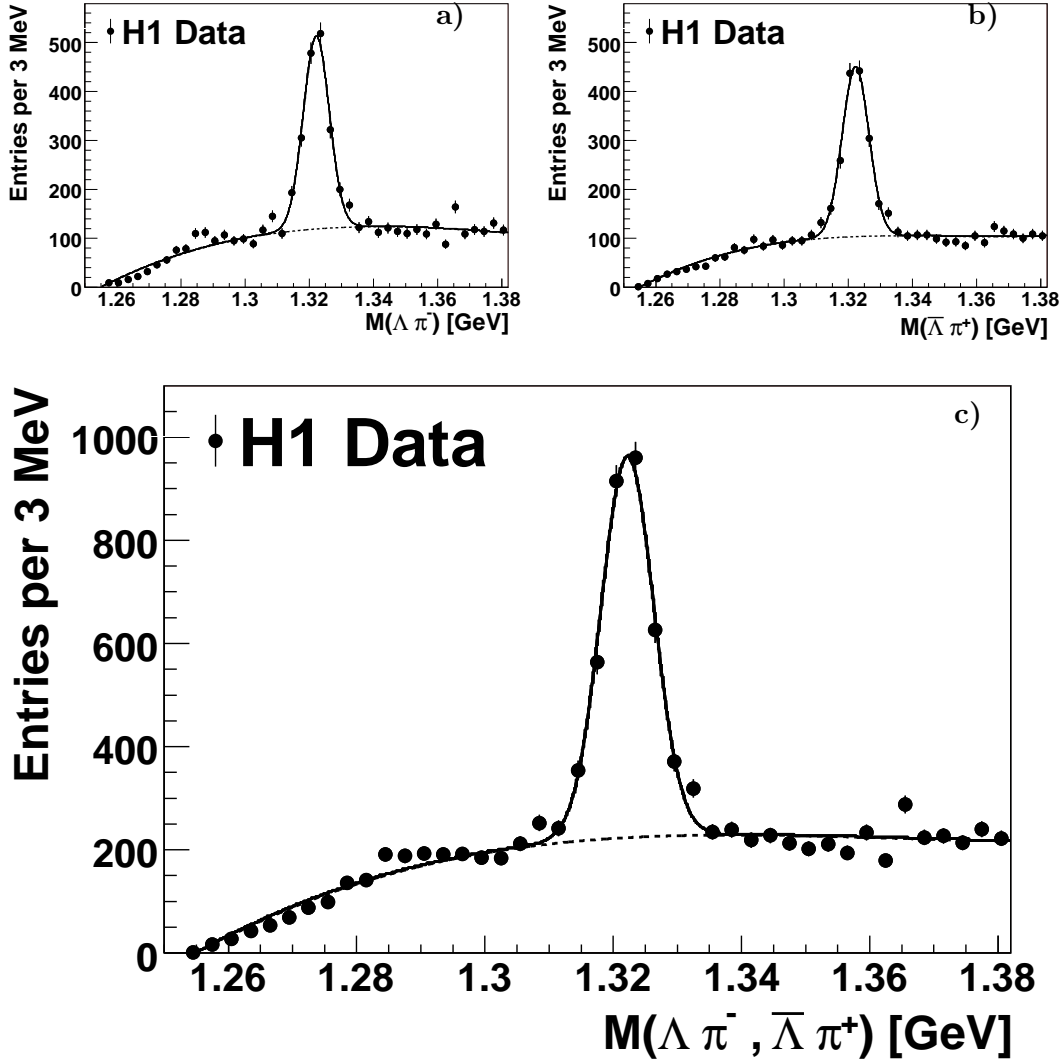 a)
H1 Data
Entries per 3 MeV
500
400
300
200
100
0
1.26 1.28 1.3 1.32 1.34 1.36 1.38
M(Λ π⁻) [GeV]
b)
H1 Data
Entries per 3 MeV
500
400
300
200
100
0
1.26 1.28 1.3 1.32 1.34 1.36 1.38
M(Λ̅ π⁺) [GeV]
c)
H1 Data
Entries per 3 MeV
1000
800
600
400
200
0
1.26 1.28 1.3 1.32 1.34 1.36 1.38
M(Λ π⁻ , Λ̅ π⁺) [GeV]